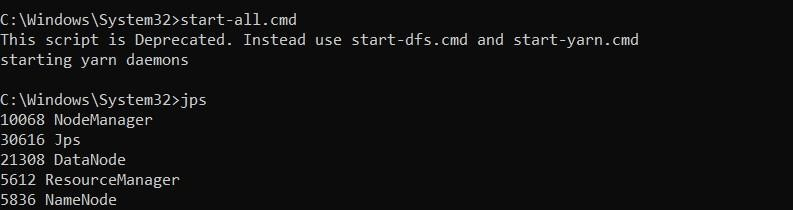 C:\Windows\System32>start-all.cmd
This script is Deprecated. Instead use start-dfs.cmd and start-yarn.cmd
starting yarn daemons
C:\Windows\System32>jps
10068 NodeManager
30616 Jps
21308 DataNode
5612 ResourceManager
5836 NameNode